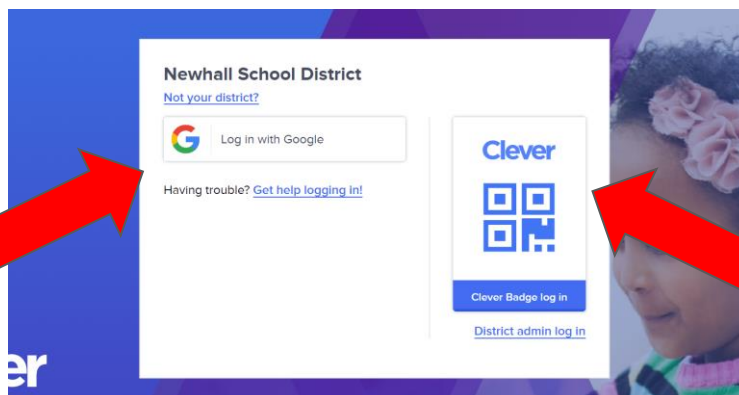 Newhall School District
Not your district?
Log in with Google
Having trouble? Get help logging in!
Clever
Clever Badge log in
District admin log in
er